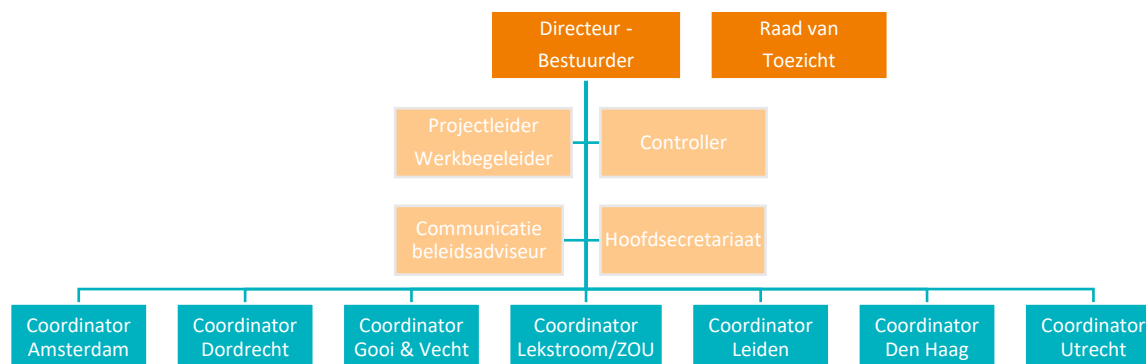 Directeur -
Bestuurder
Raad van
Toezicht
Projectleider
Werkbegeleider
Controller
Communicatie
beleidsadviseur
Hoofdsecretariaat
Coordinator
Amsterdam
Coordinator
Dordrecht
Coordinator
Gooi & Vecht
Coordinator
Lekstroom/ZOU
Coordinator
Leiden
Coordinator
Den Haag
Coordinator
Utrecht